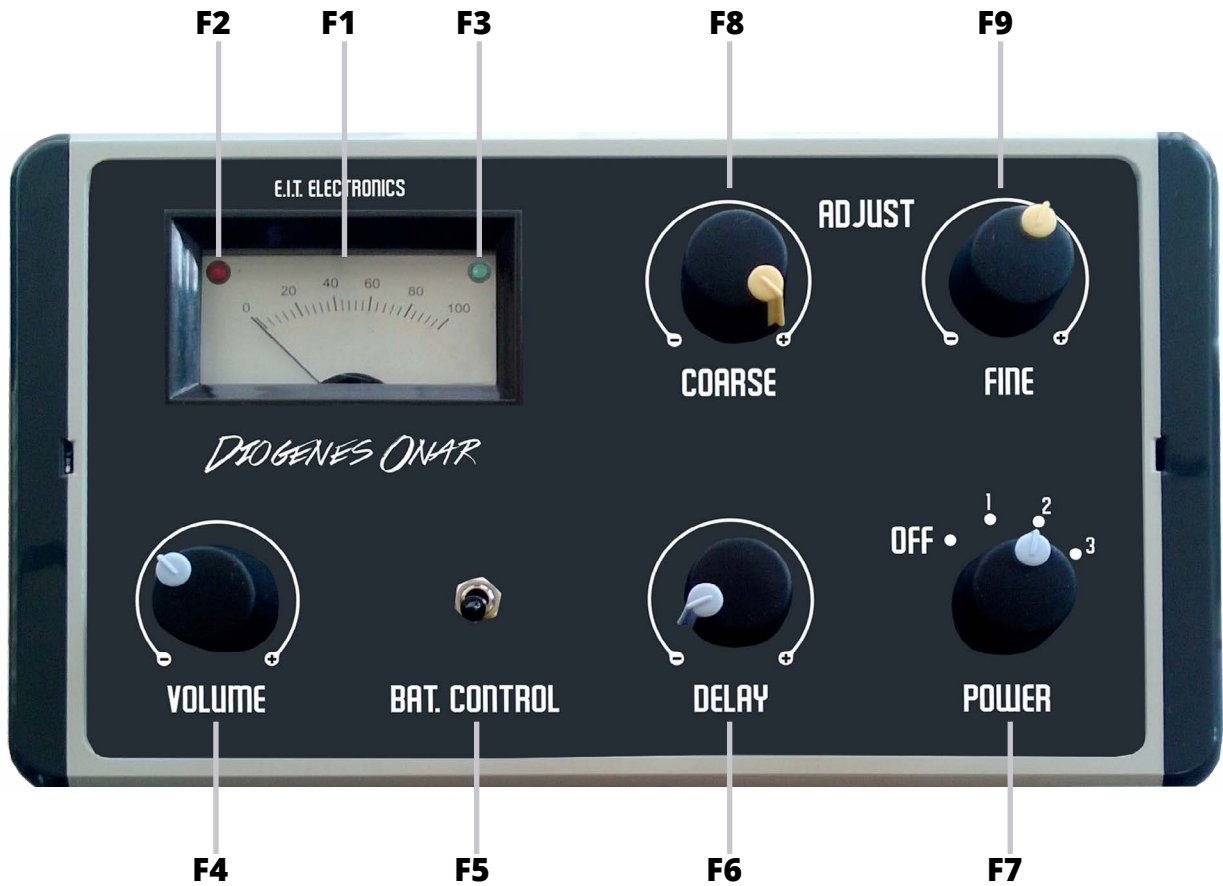 F2 F1 F3 F8 F9
E.I.T. ELECTRONICS
ADJUST
0 20 40 60 80 100
- +
- +
COARSE
FINE
DIOGENES ONAR
OFF 1 2 3
- +
- +
VOLUME
BAT. CONTROL
DELAY
POWER
F4 F5 F6 F7